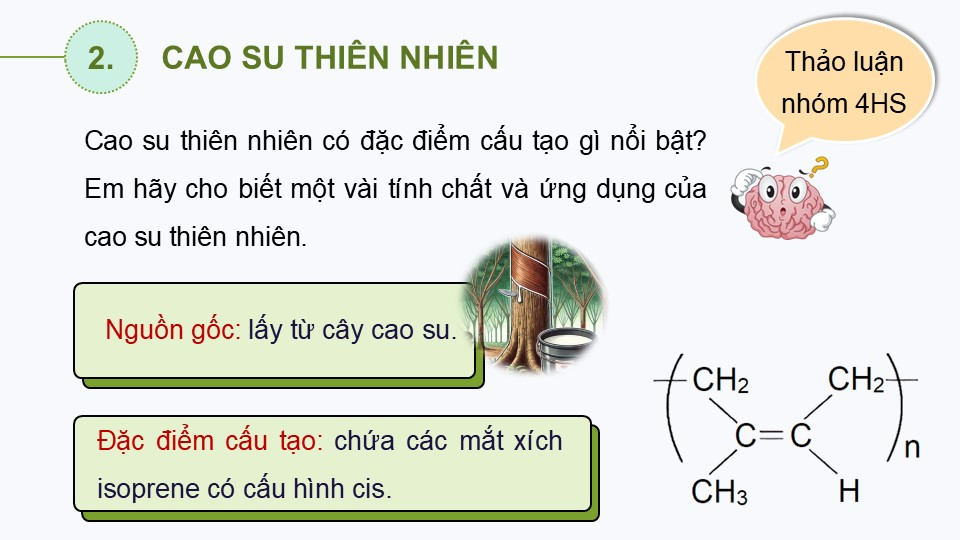 2.
CAO SU THIÊN NHIÊN
Thảo luận
nhóm 4HS
Cao su thiên nhiên có đặc điểm cấu tạo gì nổi bật?
Em hãy cho biết một vài tính chất và ứng dụng của
cao su thiên nhiên.
Nguồn gốc: lấy từ cây cao su.
Đặc điểm cấu tạo: chứa các mắt xích
isoprene có cấu hình cis.
CH2 CH2
C=C
n
CH3 H